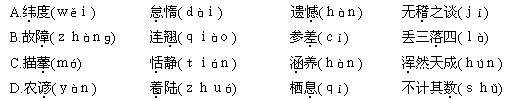 A.纬度(wěi) 怠惰(dài) 遗憾(hàn) 无稽之谈(jí)
B.故障(zhàng) 连翘(qiào) 参差(cī) 丢三落四(là)
C.描摹(mó) 恬静(tián) 涵养(hàn) 浑然天成(hún)
D.农谚(yàn) 着陆(zhuó) 栖息(qī) 不计其数(shǔ)